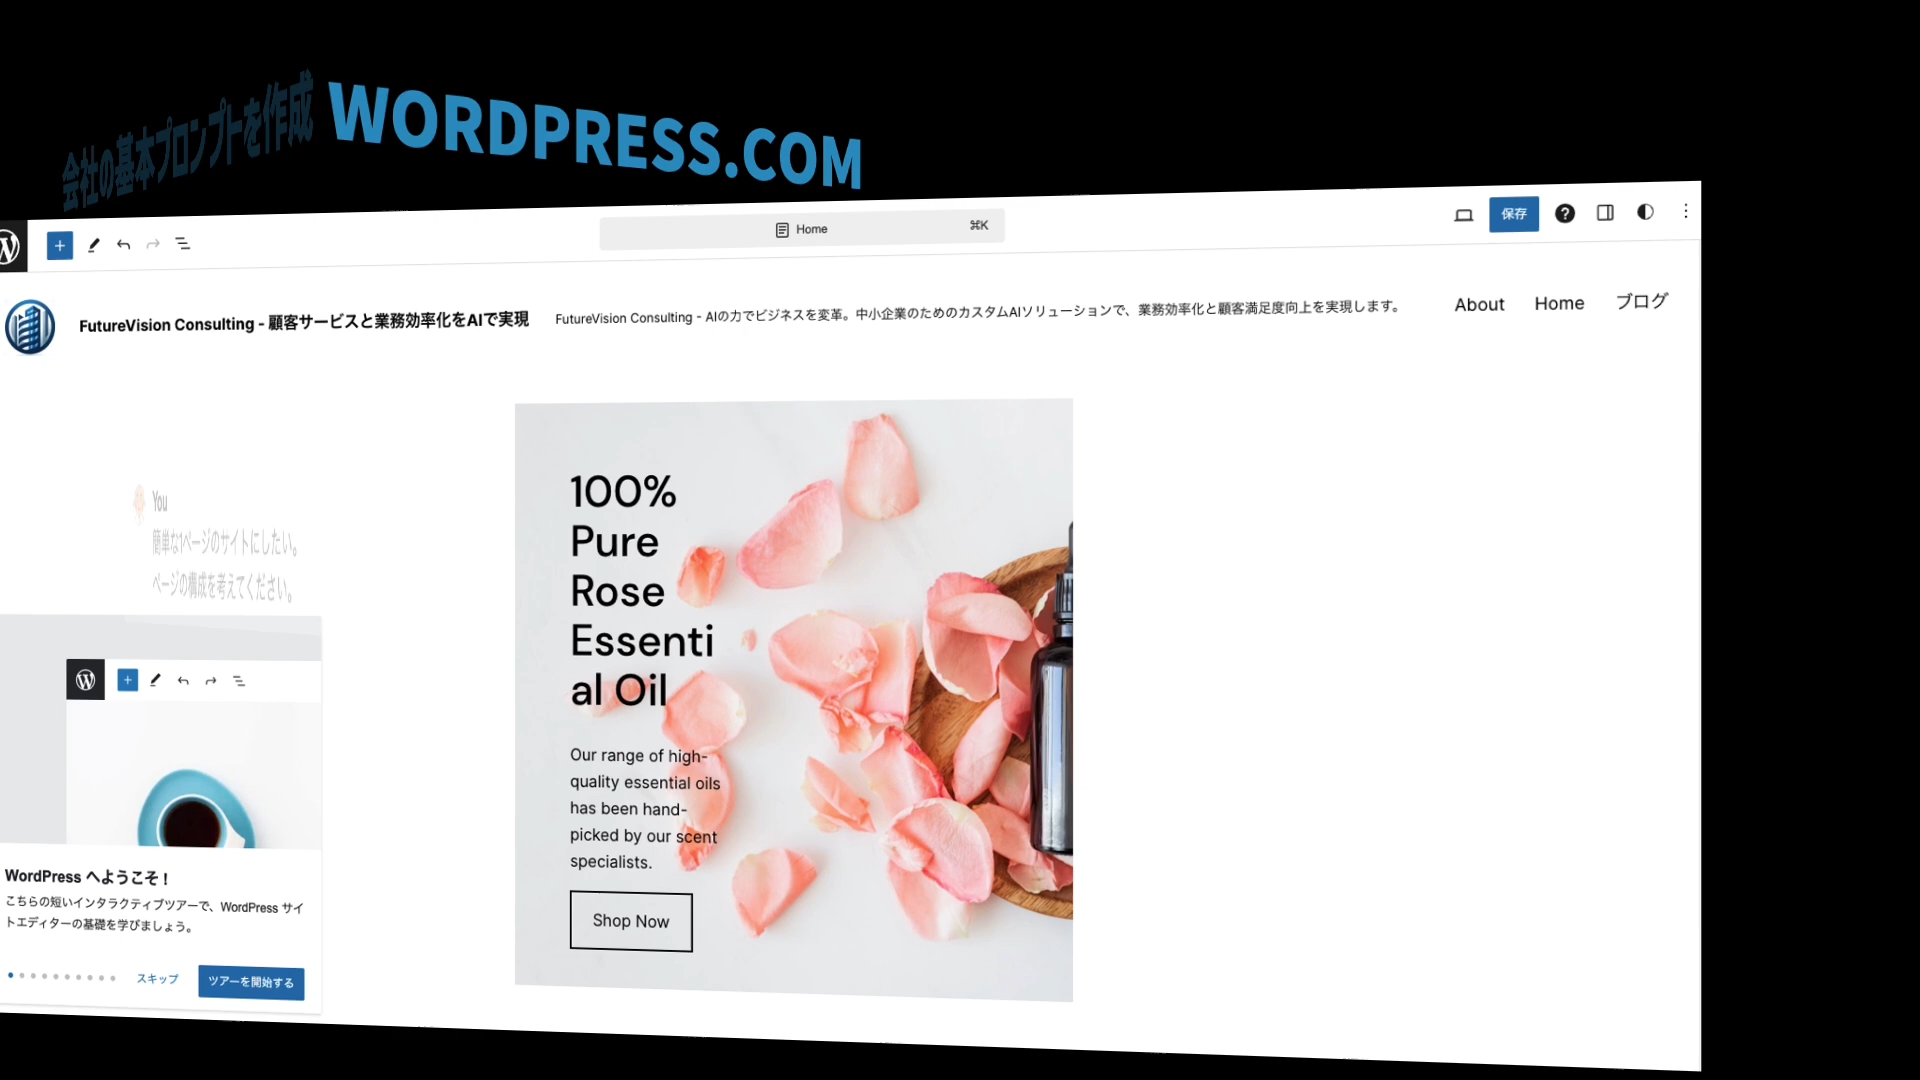 会社の基本プロンプトを作成
WORDPRESS.COM
Home
⌘K
保存
FutureVision Consulting - 顧客サービスと業務効率化をAIで実現
FutureVision Consulting - AIの力でビジネスを変革。中小企業のためのカスタムAIソリューションで、業務効率化と顧客満足度向上を実現します。
About
Home
ブログ
You
簡単な1ページのサイトにしたい。
ページの構成を考えてください。
100%
Pure
Rose
Essenti
al Oil
Our range of high-
quality essential oils
has been hand-
picked by our scent
specialists.
Shop Now
WordPress へようこそ !
こちらの短いインタラクティブツアーで、WordPress サイ
トエディターの基礎を学びましょう。
スキップ
ツアーを開始する